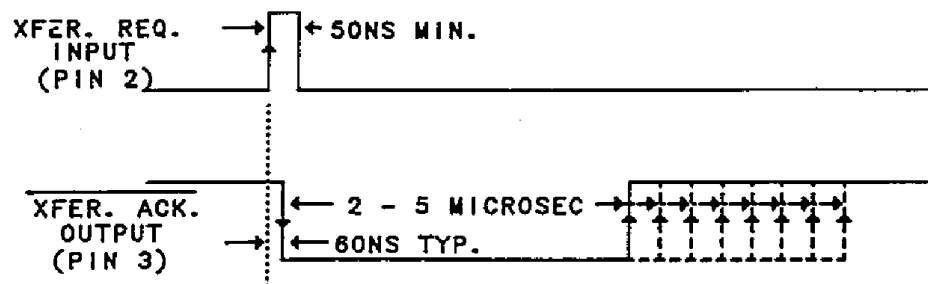 XFER. REQ.
INPUT
(PIN 2)
50NS MIN.
XFER. ACK.
OUTPUT
(PIN 3)
2 - 5 MICROSEC
60NS TYP.